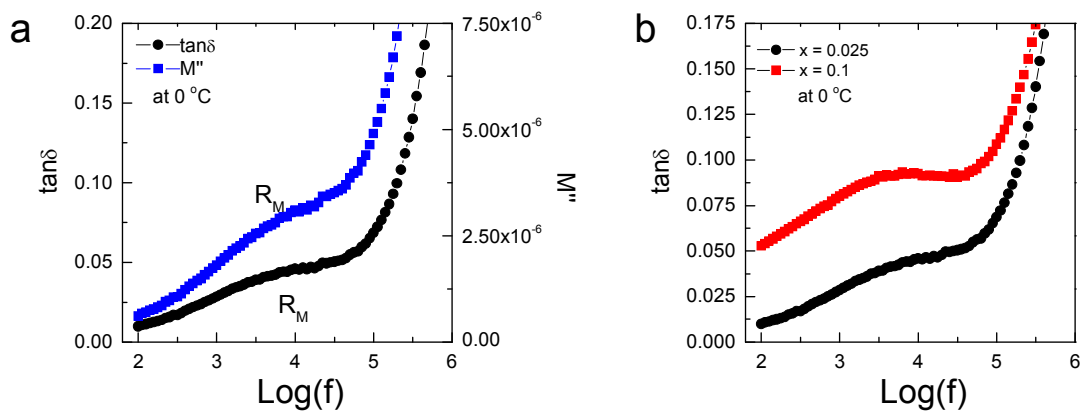 a
tanδ
M"
at 0 °C
R_M
R_M
0.20
0.15
0.10
0.05
0.00
tanδ
7.50x10⁻⁶
5.00x10⁻⁶
2.50x10⁻⁶
0.00
M"
2 3 4 5 6
Log(f)
b
x = 0.025
x = 0.1
at 0 °C
0.175
0.150
0.125
0.100
0.075
0.050
0.025
0.000
tanδ
2 3 4 5 6
Log(f)